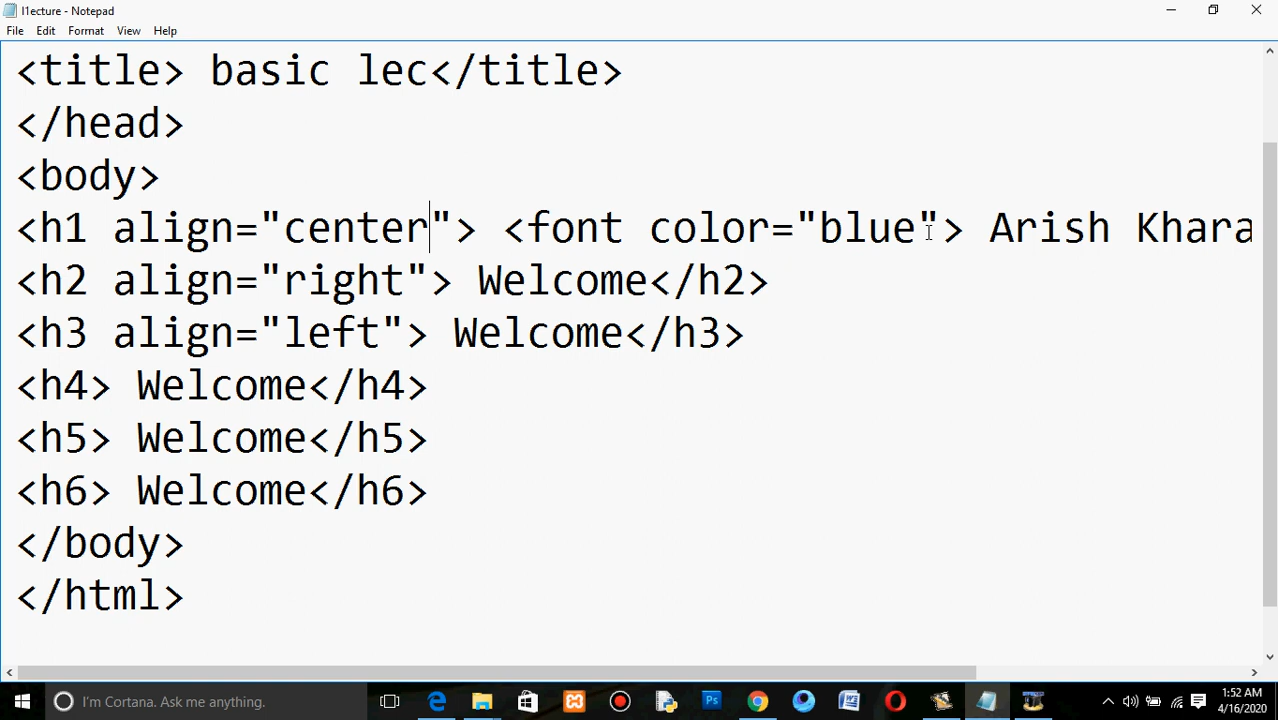 l1ecture - Notepad
File Edit Format View Help
<title> basic lec</title>
</head>
<body>
<h1 align="center"> <font color="blue"> Arish Khara
<h2 align="right"> Welcome</h2>
<h3 align="left"> Welcome</h3>
<h4> Welcome</h4>
<h5> Welcome</h5>
<h6> Welcome</h6>
</body>
</html>
I'm Cortana. Ask me anything.
1:52 AM
4/16/2020